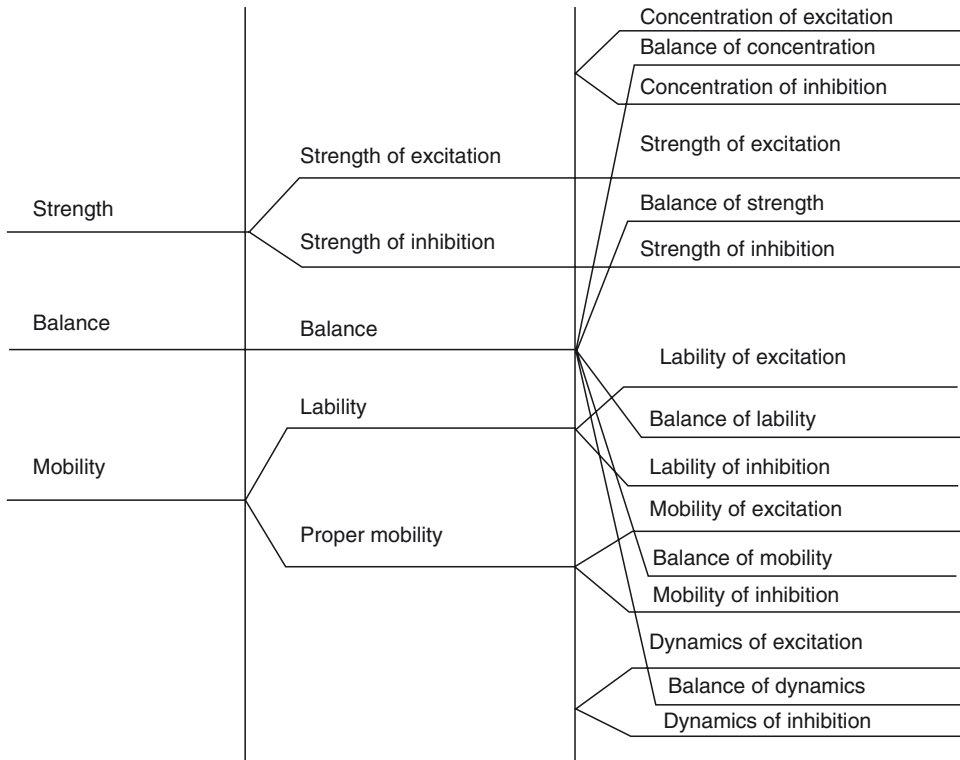 Strength
Balance
Mobility
Strength of excitation
Strength of inhibition
Balance
Lability
Proper mobility
Concentration of excitation
Balance of concentration
Concentration of inhibition
Strength of excitation
Balance of strength
Strength of inhibition
Lability of excitation
Balance of lability
Lability of inhibition
Mobility of excitation
Balance of mobility
Mobility of inhibition
Dynamics of excitation
Balance of dynamics
Dynamics of inhibition